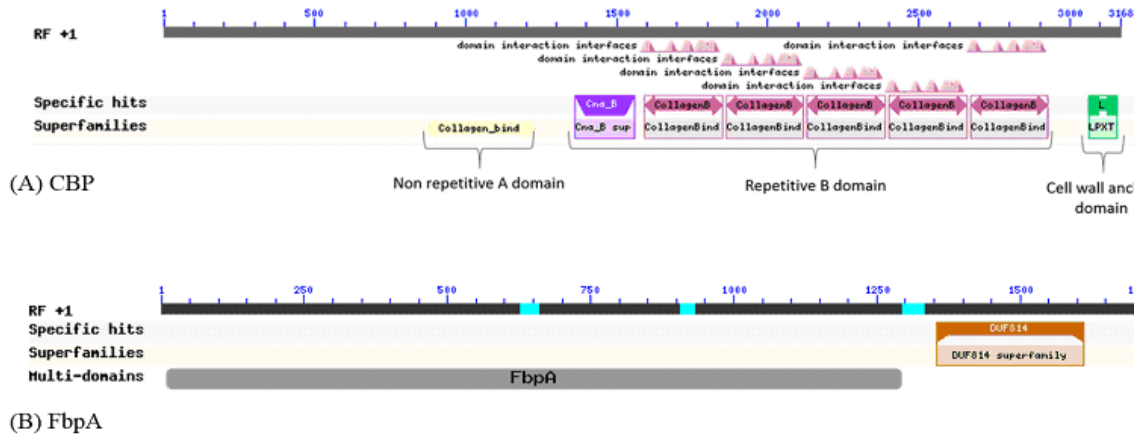 1 500 1000 1500 2000 2500 3000 3168
RF +1
domain interaction interfaces domain interaction interfaces
domain interaction interfaces
domain interaction interfaces
domain interaction interfaces
Specific hits Cna_B CollagenB CollagenB CollagenB CollagenB CollagenB L
Superfamilies Collagen_bind Cna_B sup CollagenBind CollagenBind CollagenBind CollagenBind CollagenBind LPXT
(A) CBP Non repetitive A domain Repetitive B domain Cell wall anc
domain
1 250 500 750 1000 1250 1500 1
RF +1
Specific hits DUF814
Superfamilies DUF814 superfamily
Multi-domains FbpA
(B) FbpA